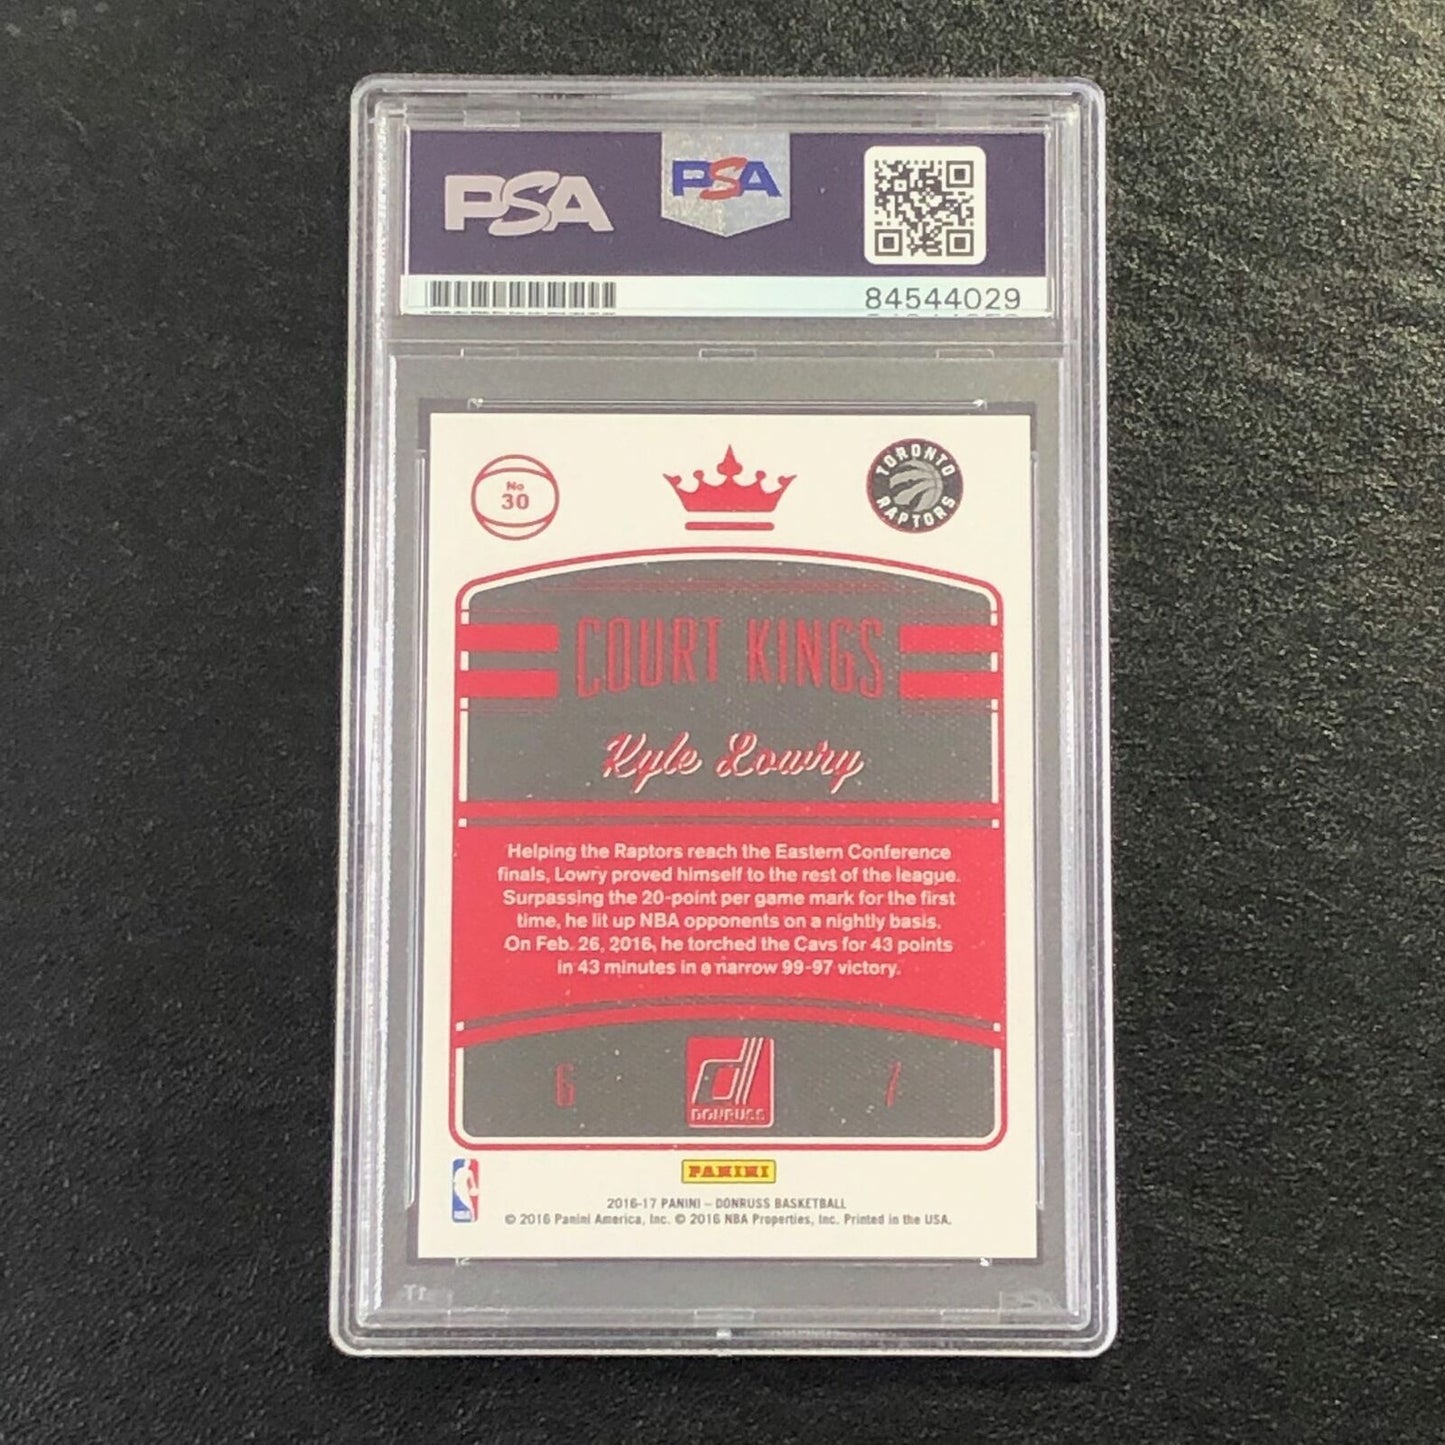 PSA
PSA
84544029
No
30
TORONTO
RAPTORS
COURT KINGS
Kyle Lowry
Helping the Raptors reach the Eastern Conference
finals, Lowry proved himself to the rest of the league.
Surpassing the 20-point per game mark for the first
time, he lit up NBA opponents on a nightly basis.
On Feb. 26, 2016, he torched the Cavs for 43 points
in 43 minutes in a narrow 99-97 victory.
6
7
DONRUSS
PANINI
NBA
2016-17 PANINI – DONRUSS BASKETBALL
© 2016 Panini America, Inc. © 2016 NBA Properties, Inc. Printed in the USA.